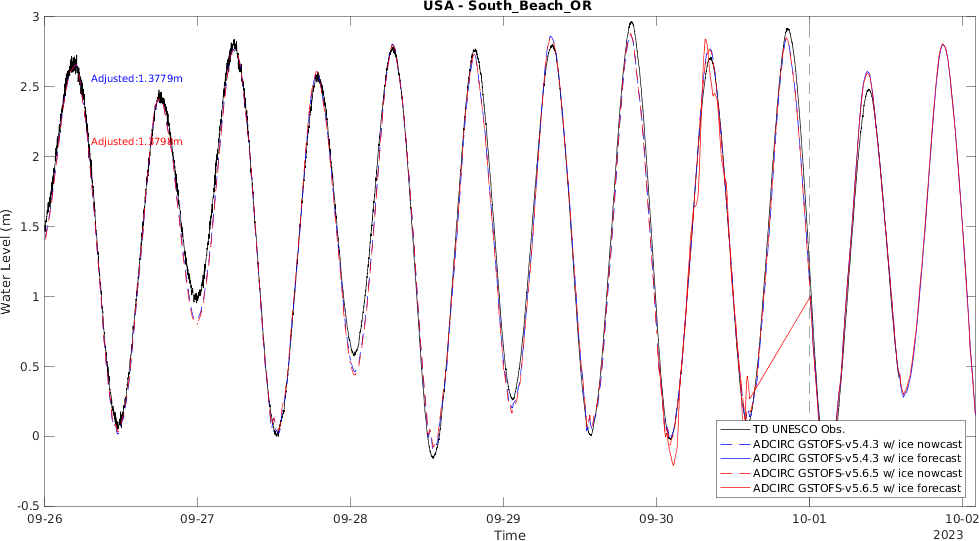 USA - South_Beach_OR
3
2.5
2
1.5
1
0.5
0
-0.5
Water Level (m)
Adjusted:1.3779m
Adjusted:1.3798m
TD UNESCO Obs.
ADCIRC GSTOFS-v5.4.3 w/ ice nowcast
ADCIRC GSTOFS-v5.4.3 w/ ice forecast
ADCIRC GSTOFS-v5.6.5 w/ ice nowcast
ADCIRC GSTOFS-v5.6.5 w/ ice forecast
09-26 09-27 09-28 09-29 09-30 10-01 10-02
Time
2023